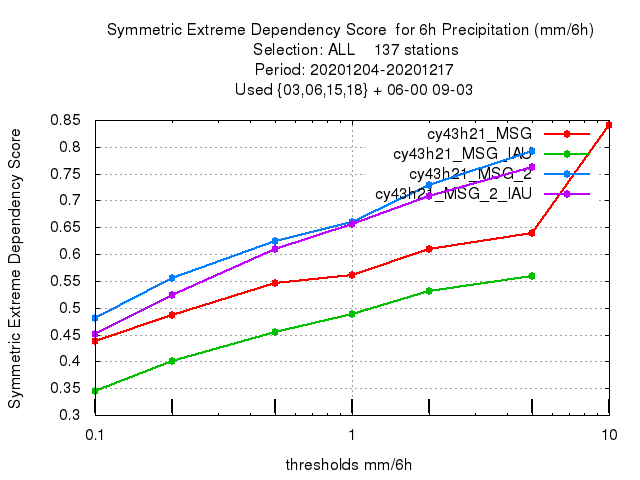 Symmetric Extreme Dependency Score  for 6h Precipitation (mm/6h)
Selection: ALL    137 stations
Period: 20201204-20201217
Used {03,06,15,18} + 06-00 09-03
Symmetric Extreme Dependency Score
0.85
0.8
0.75
0.7
0.65
0.6
0.55
0.5
0.45
0.4
0.35
0.3
cy43h21_MSG
cy43h21_MSG_IAU
cy43h21_MSG_2
cy43h21_MSG_2_IAU
0.1
1
10
thresholds mm/6h